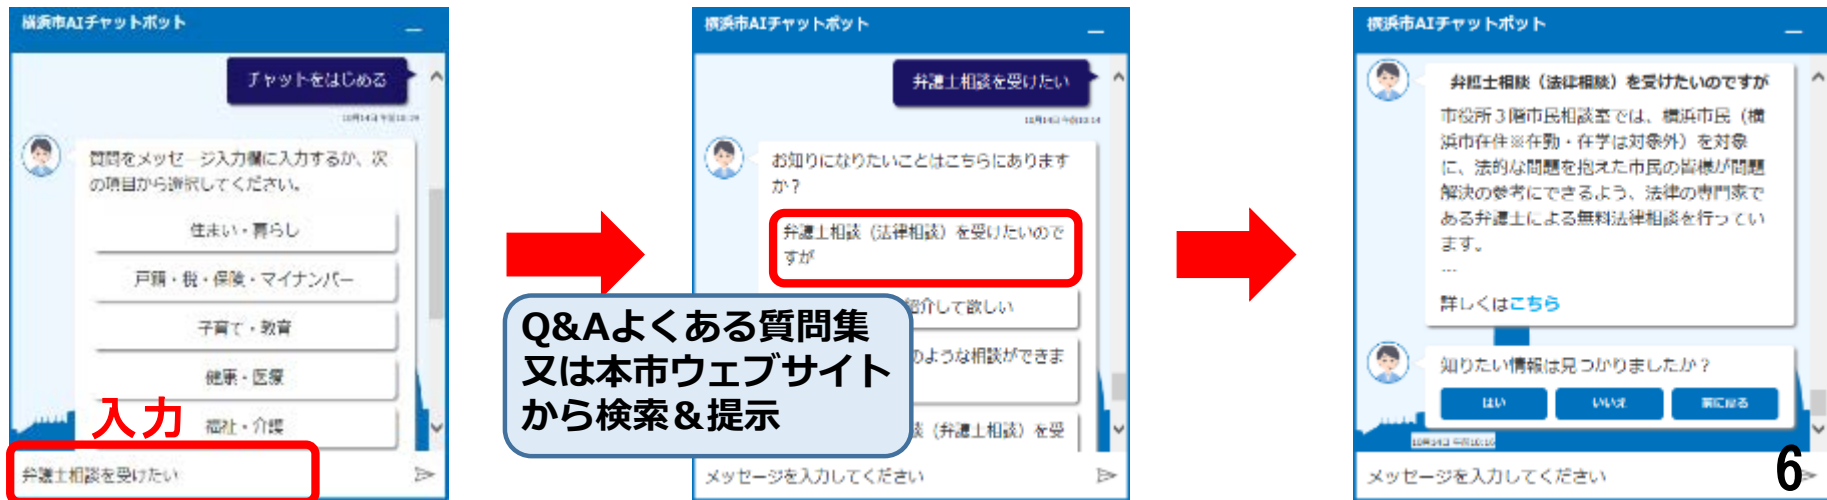 横浜市AIチャットボット
チャットをはじめる
質問をメッセージ入力欄に入力するか、次
の項目から選択してください。
住まい・暮らし
戸籍・税・保険・マイナンバー
子育て・教育
健康・医療
福祉・介護
入力
弁護士相談を受けたい
横浜市AIチャットボット
弁護士相談を受けたい
お知りになりたいことはこちらにあります
か？
弁護士相談（法律相談）を受けたいので
すが
紹介して欲しい
のような相談ができま
（弁護士相談）を受
Q&Aよくある質問集
又は本市ウェブサイト
から検索＆提示
メッセージを入力してください
横浜市AIチャットボット
弁護士相談（法律相談）を受けたいのですが
市役所３階市民相談室では、横浜市民（横
浜市在住※在勤・在学は対象外）を対象
に、法的な問題を抱えた市民の皆様が問題
解決の参考にできるよう、法律の専門家で
ある弁護士による無料法律相談を行ってい
ます。
…
詳しくはこちら
知りたい情報は見つかりましたか？
はい
いいえ
前に戻る
メッセージを入力してください
6